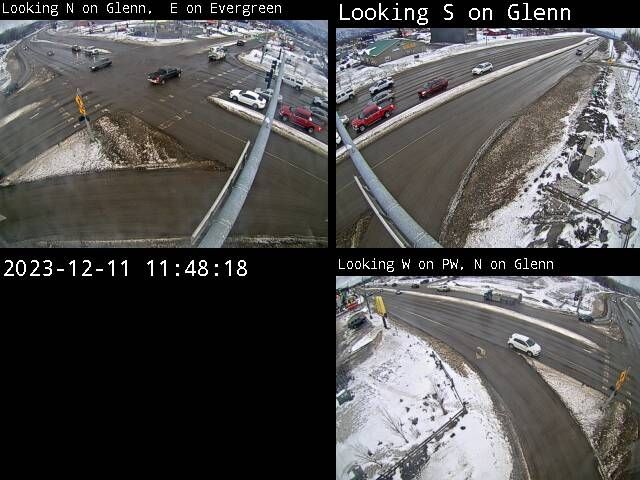 Looking N on Glenn,  E on Evergreen
Looking S on Glenn
2023-12-11 11:48:18
Looking W on PW, N on Glenn